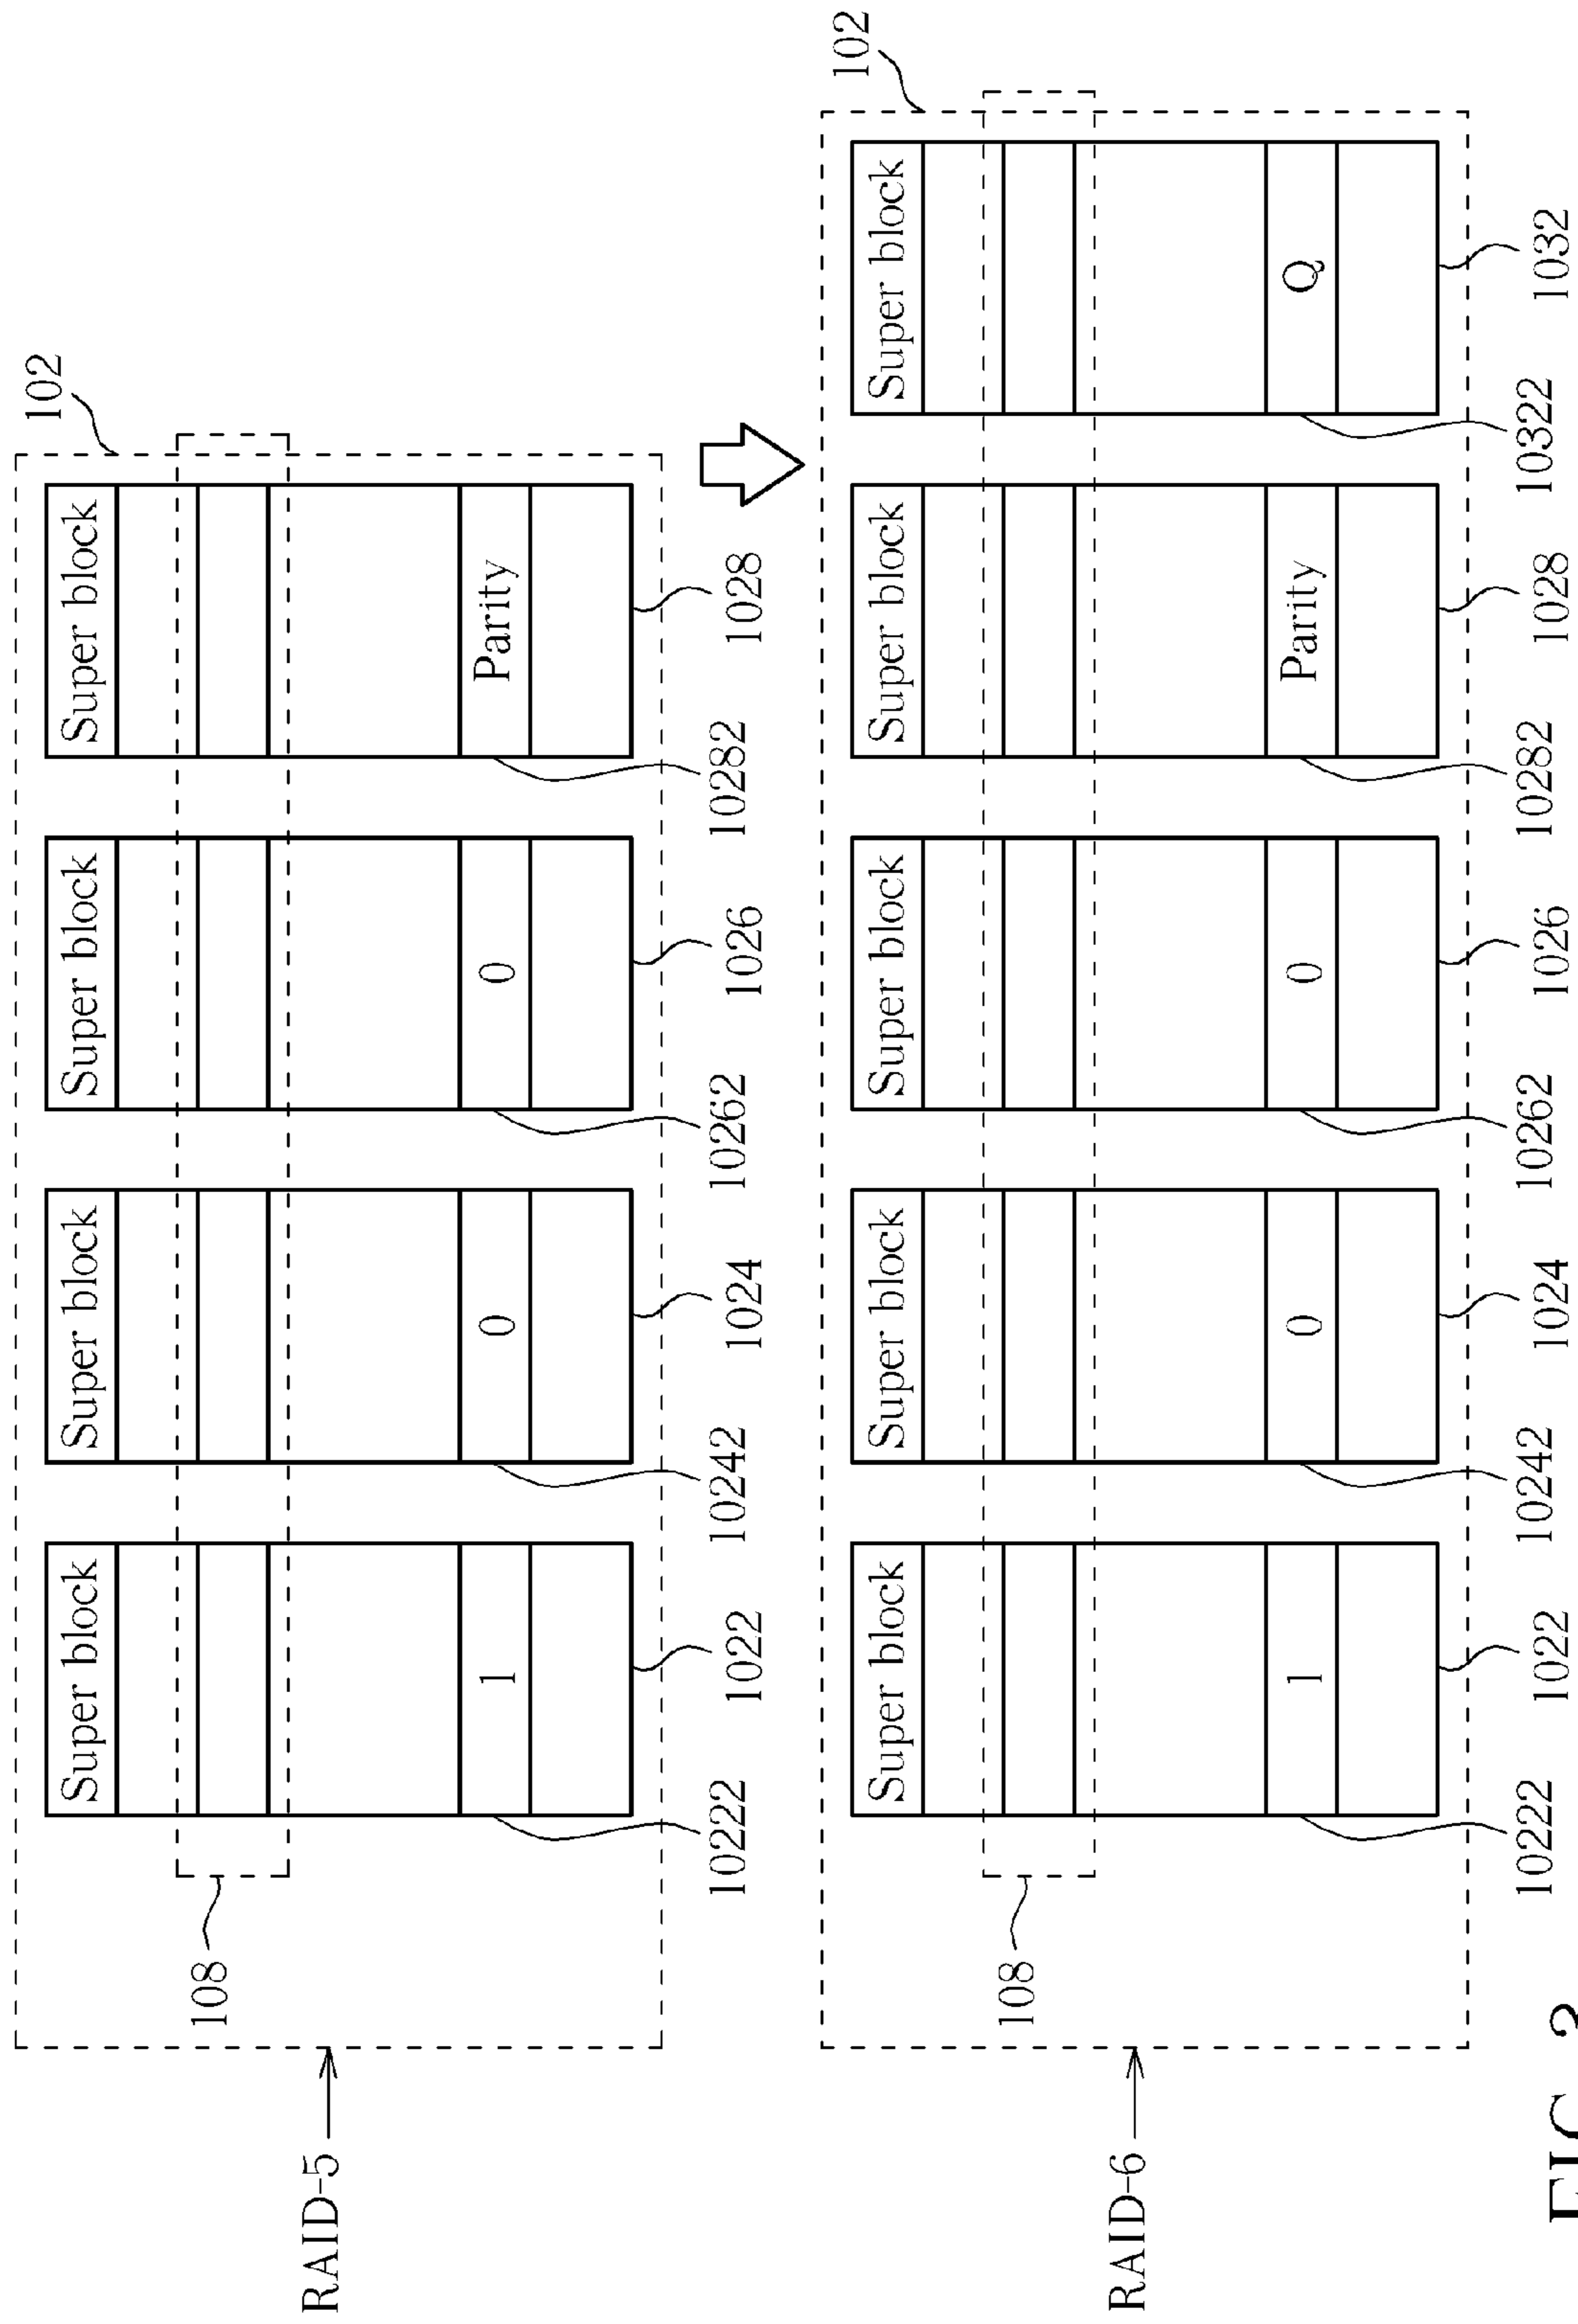 102
Super block Super block Super block Super block
108
RAID-5
1 0 0 Parity
10222 1022 10242 1024 10262 1026 10282 1028
102
Super block Super block Super block Super block Super block
108
RAID-6
1 0 0 Parity Q
10222 1022 10242 1024 10262 1026 10282 1028 10322 1032